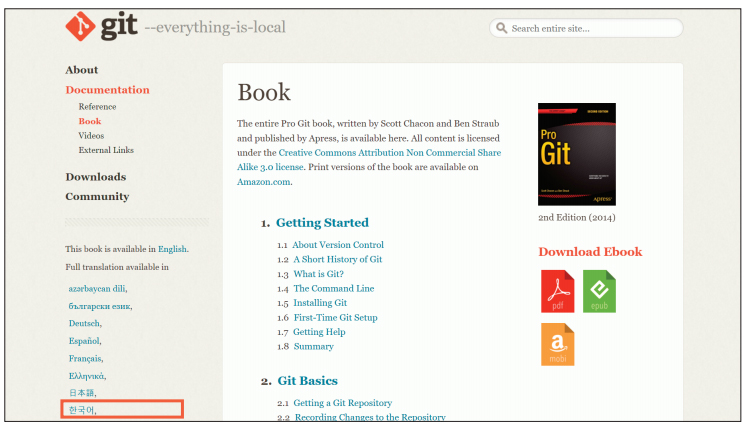 git --everything-is-local
Search entire site...
About
Documentation
Reference
Book
Videos
External Links
Downloads
Community
This book is available in English.
Full translation available in
azərbaycan dili,
български език,
Deutsch,
Español,
Français,
Ελληνικά,
日本語,
한국어,
Book
The entire Pro Git book, written by Scott Chacon and Ben Straub
and published by Apress, is available here. All content is licensed
under the Creative Commons Attribution Non Commercial Share
Alike 3.0 license. Print versions of the book are available on
Amazon.com.
1. Getting Started
1.1 About Version Control
1.2 A Short History of Git
1.3 What is Git?
1.4 The Command Line
1.5 Installing Git
1.6 First-Time Git Setup
1.7 Getting Help
1.8 Summary
2. Git Basics
2.1 Getting a Git Repository
2.2 Recording Changes to the Repository
Pro
Git
Apress
2nd Edition (2014)
Download Ebook
pdf
epub
a
mobi